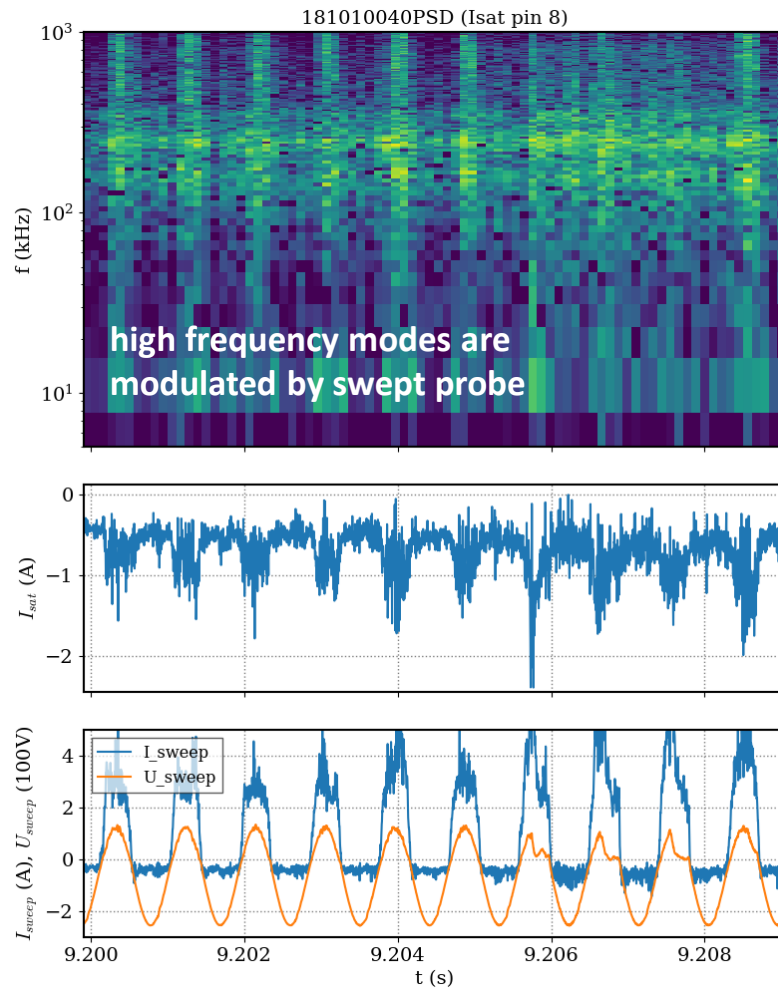 181010040PSD (Isat pin 8)
10³
10²
10¹
f (kHz)
high frequency modes are
modulated by swept probe
0
−1
−2
I_sat (A)
4
2
0
−2
I_sweep (A), U_sweep (100V)
I_sweep
U_sweep
9.200
9.202
9.204
9.206
9.208
t (s)